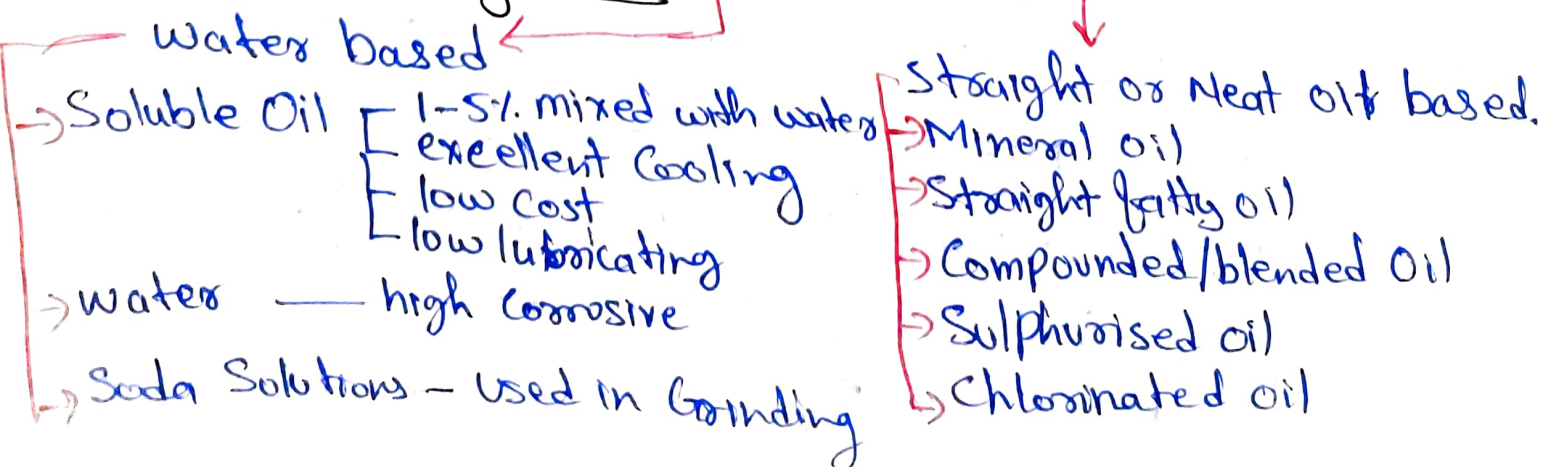 Water based
→ Soluble Oil
1-5% mixed with water
excellent Cooling
low cost
low lubricating
→ water — high Corrosive
→ Soda Solutions - Used in Grinding
Straight or Neat oil based.
→ Mineral oil
→ Straight fatty oil
→ Compounded/blended Oil
→ Sulphurised oil
→ Chlorinated oil